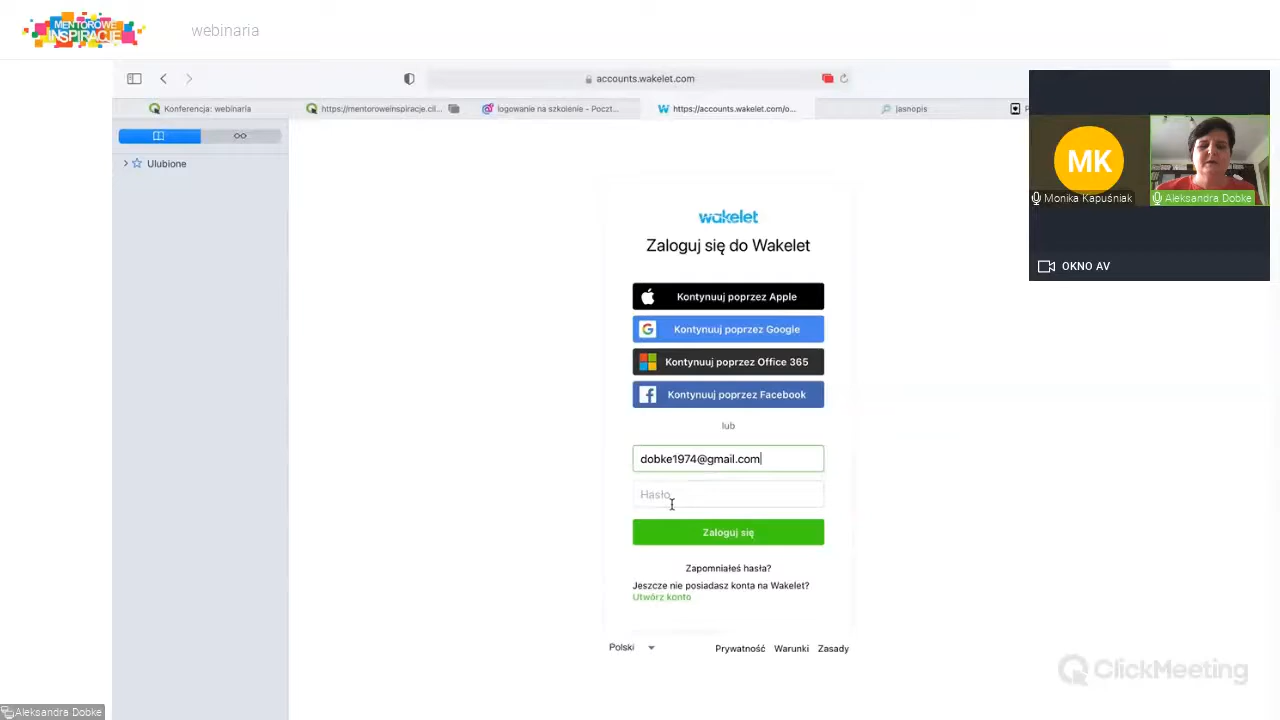 MENTOROWE
INSPIRACJE
webinaria
accounts.wakelet.com
Konferencja: webinaria
https://mentoroweinspiracje.cli...
logowanie na szkolenie – Poczt...
https://accounts.wakelet.com/o...
jasnopis
Ulubione
MK
Monika Kapuśniak
Aleksandra Dobke
OKNO AV
wakelet
Zaloguj się do Wakelet
Kontynuuj poprzez Apple
Kontynuuj poprzez Google
Kontynuuj poprzez Office 365
Kontynuuj poprzez Facebook
lub
dobke1974@gmail.com
Hasło
Zaloguj się
Zapomniałeś hasła?
Jeszcze nie posiadasz konta na Wakelet?
Utwórz konto
Polski
Prywatność Warunki Zasady
ClickMeeting
Aleksandra Dobke